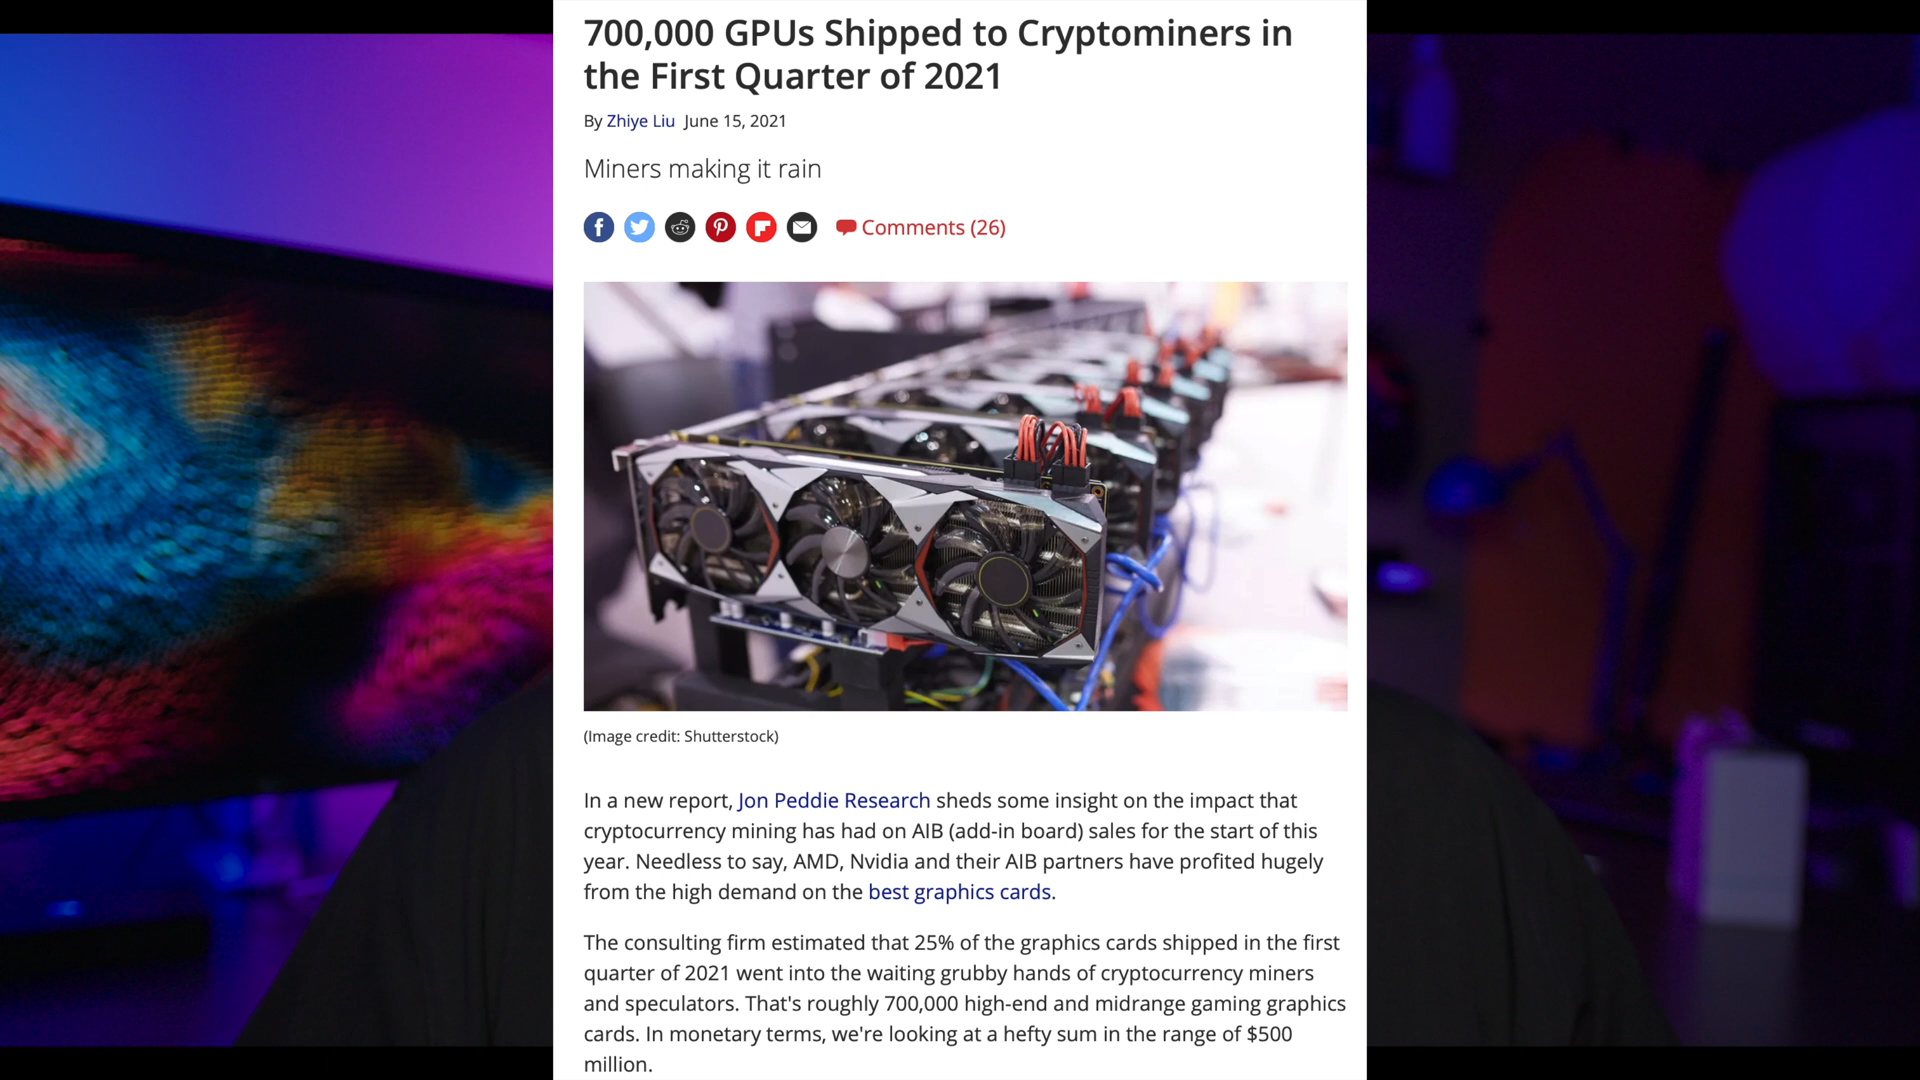 700,000 GPUs Shipped to Cryptominers in
the First Quarter of 2021
By Zhiye Liu June 15, 2021
Miners making it rain
Comments (26)
(Image credit: Shutterstock)
In a new report, Jon Peddie Research sheds some insight on the impact that
cryptocurrency mining has had on AIB (add-in board) sales for the start of this
year. Needless to say, AMD, Nvidia and their AIB partners have profited hugely
from the high demand on the best graphics cards.
The consulting firm estimated that 25% of the graphics cards shipped in the first
quarter of 2021 went into the waiting grubby hands of cryptocurrency miners
and speculators. That's roughly 700,000 high-end and midrange gaming graphics
cards. In monetary terms, we're looking at a hefty sum in the range of $500
million.